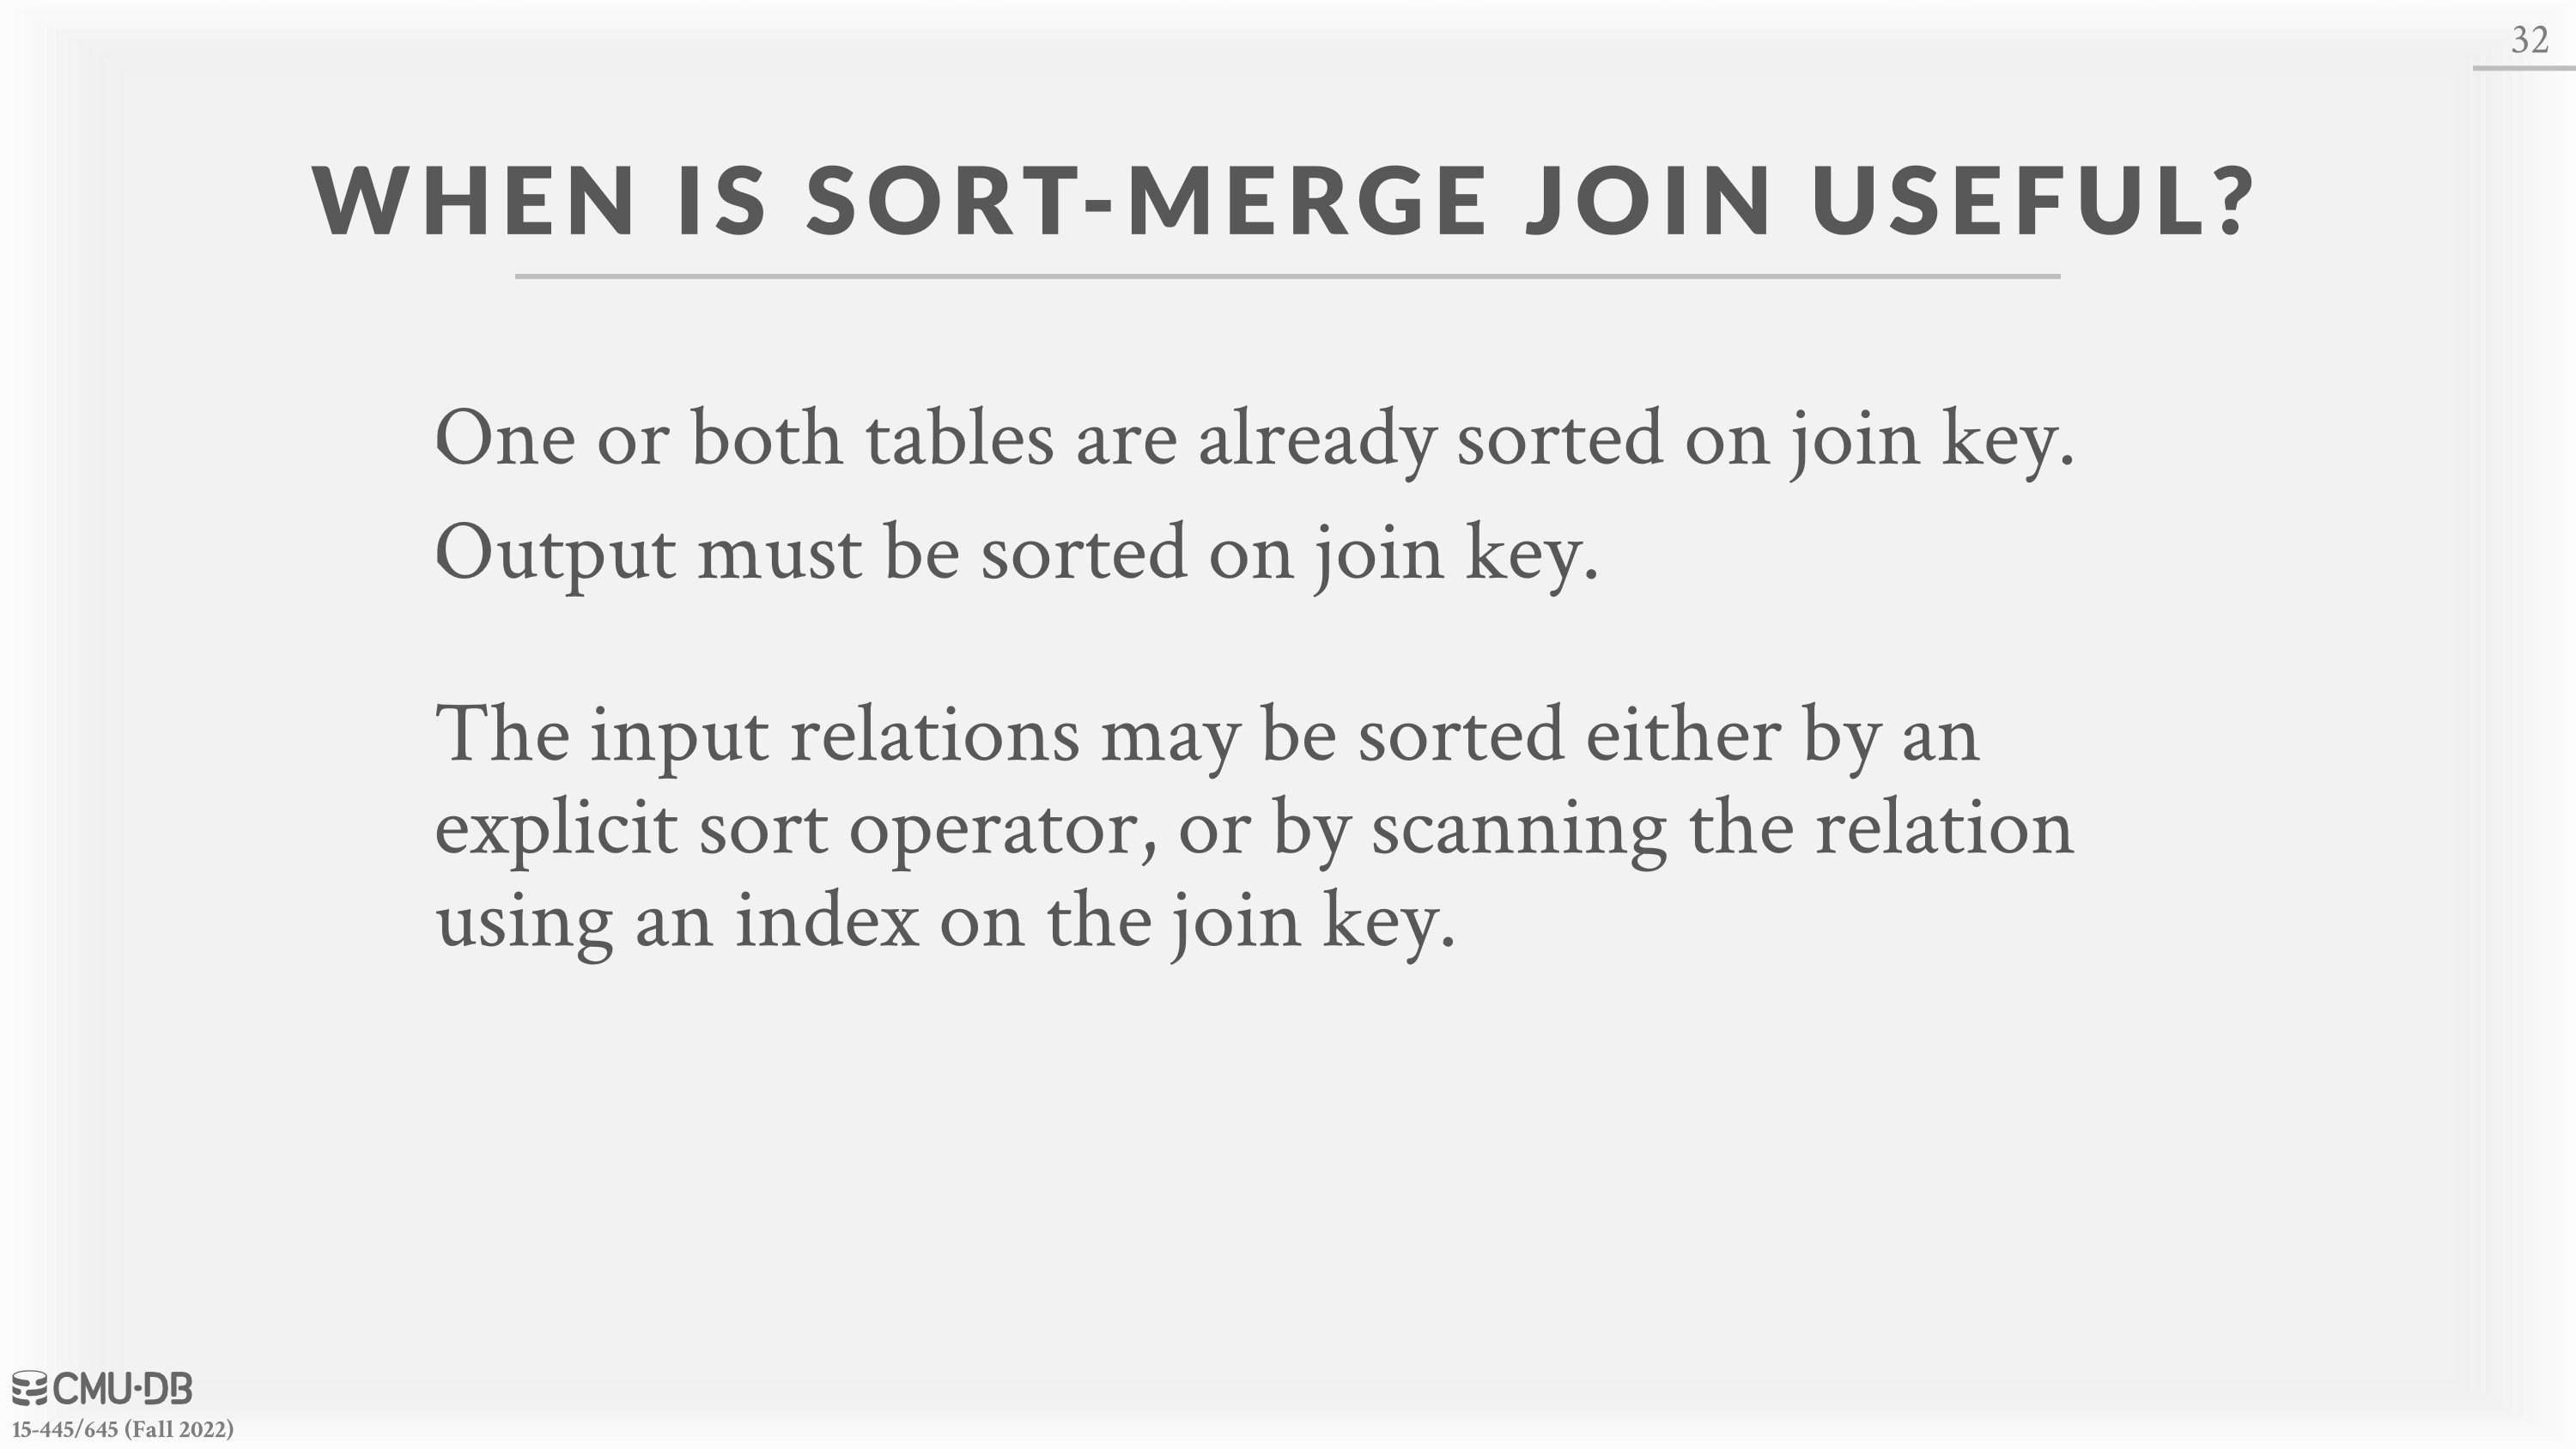 32
WHEN IS SORT-MERGE JOIN USEFUL?
One or both tables are already sorted on join key.
Output must be sorted on join key.
The input relations may be sorted either by an
explicit sort operator, or by scanning the relation
using an index on the join key.
CMU·DB
15-445/645 (Fall 2022)